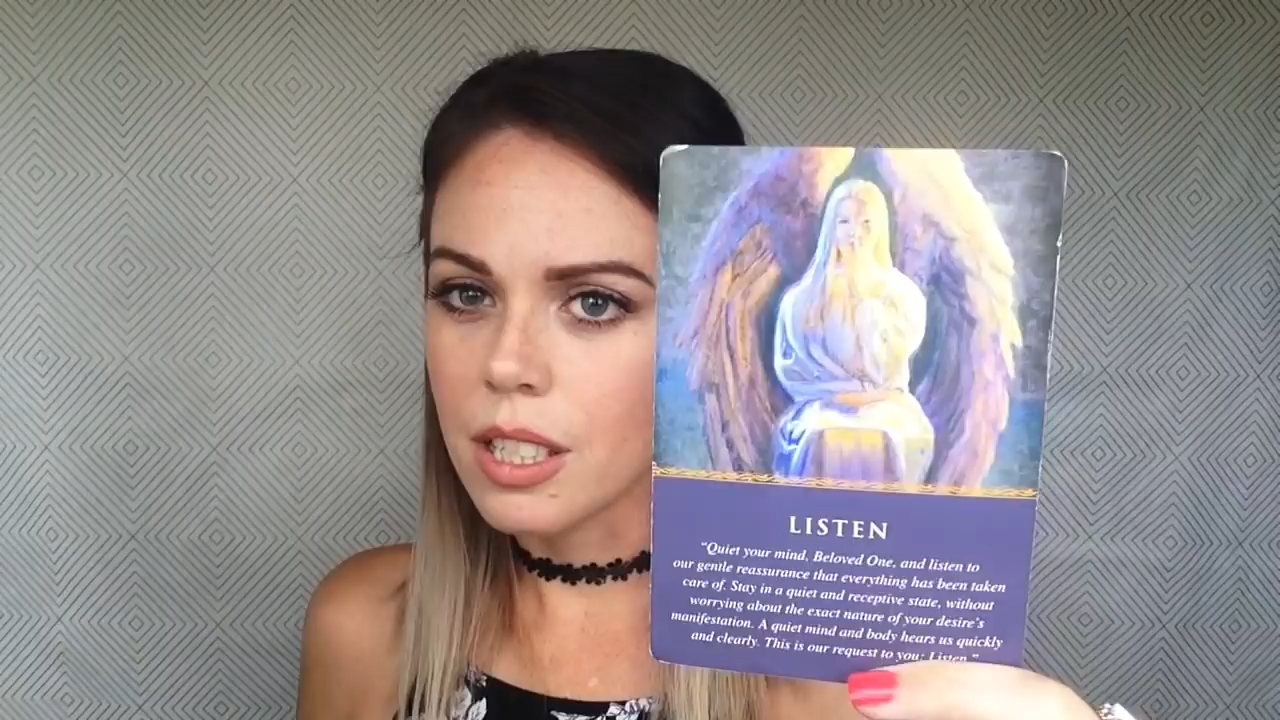 LISTEN
"Quiet your mind, Beloved One, and listen to
our gentle reassurance that everything has been taken
care of. Stay in a quiet and receptive state, without
worrying about the exact nature of your desire's
manifestation. A quiet mind and body hears us quickly
and clearly. This is our request to you: Listen."